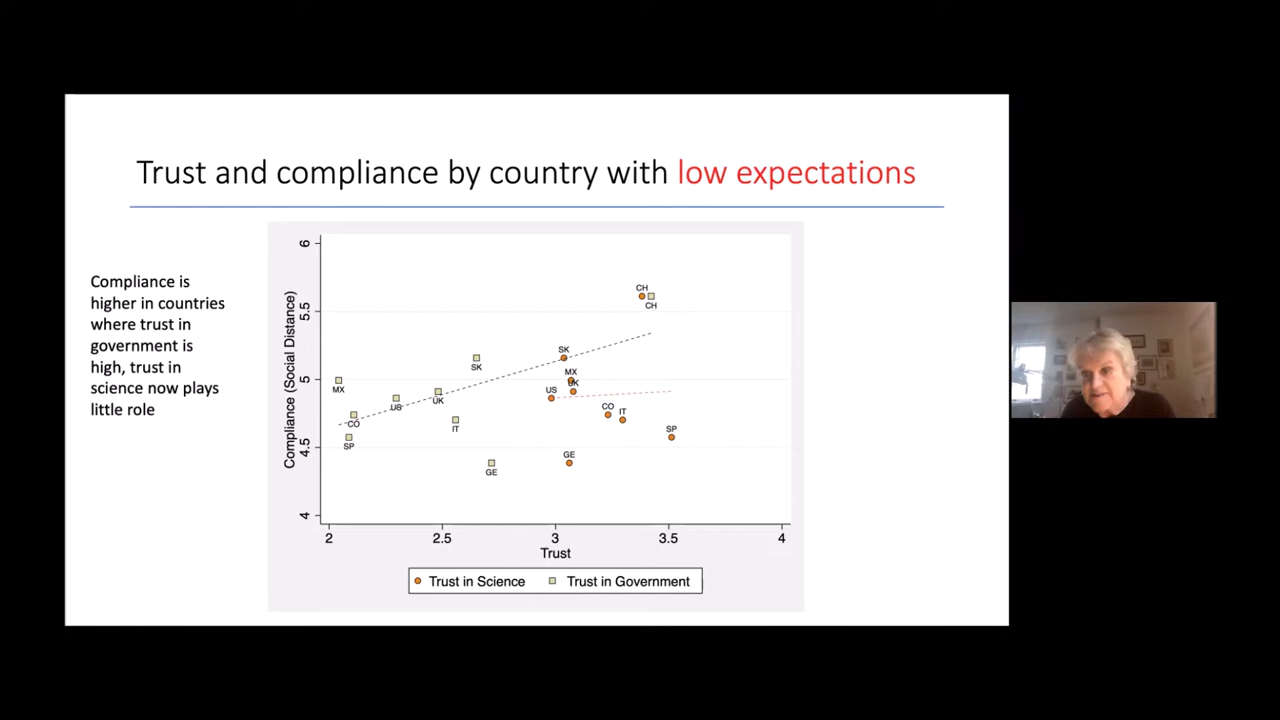 Trust and compliance by country with low expectations
Compliance is
higher in countries
where trust in
government is
high, trust in
science now plays
little role
Compliance (Social Distance)
6
5.5
5
4.5
4
CH
CH
SK
SK
MX
MX
UK
UK
US
US
CO
CO
IT
IT
SP
SP
GE
GE
2
2.5
3
3.5
4
Trust
Trust in Science
Trust in Government